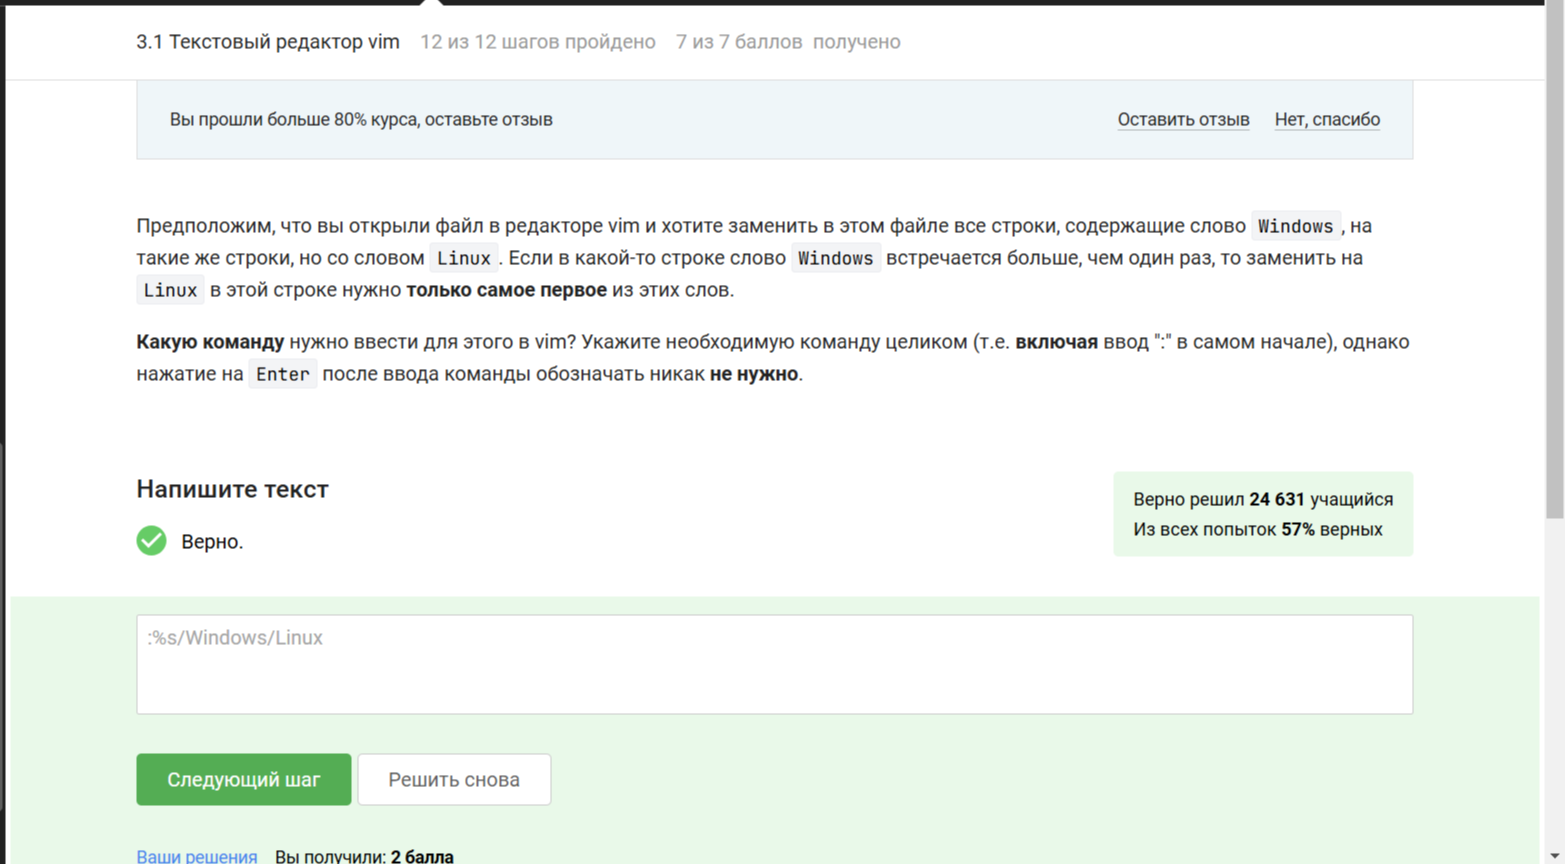 3.1 Текстовый редактор vim 12 из 12 шагов пройдено 7 из 7 баллов получено
Вы прошли больше 80% курса, оставьте отзыв Оставить отзыв Нет, спасибо
Предположим, что вы открыли файл в редакторе vim и хотите заменить в этом файле все строки, содержащие слово Windows, на
такие же строки, но со словом Linux. Если в какой-то строке слово Windows встречается больше, чем один раз, то заменить на
Linux в этой строке нужно только самое первое из этих слов.
Какую команду нужно ввести для этого в vim? Укажите необходимую команду целиком (т.е. включая ввод ":" в самом начале), однако
нажатие на Enter после ввода команды обозначать никак не нужно.
Напишите текст
Верно.
Верно решил 24 631 учащийся
Из всех попыток 57% верных
:%s/Windows/Linux
Следующий шаг Решить снова
Ваши решения Вы получили: 2 балла